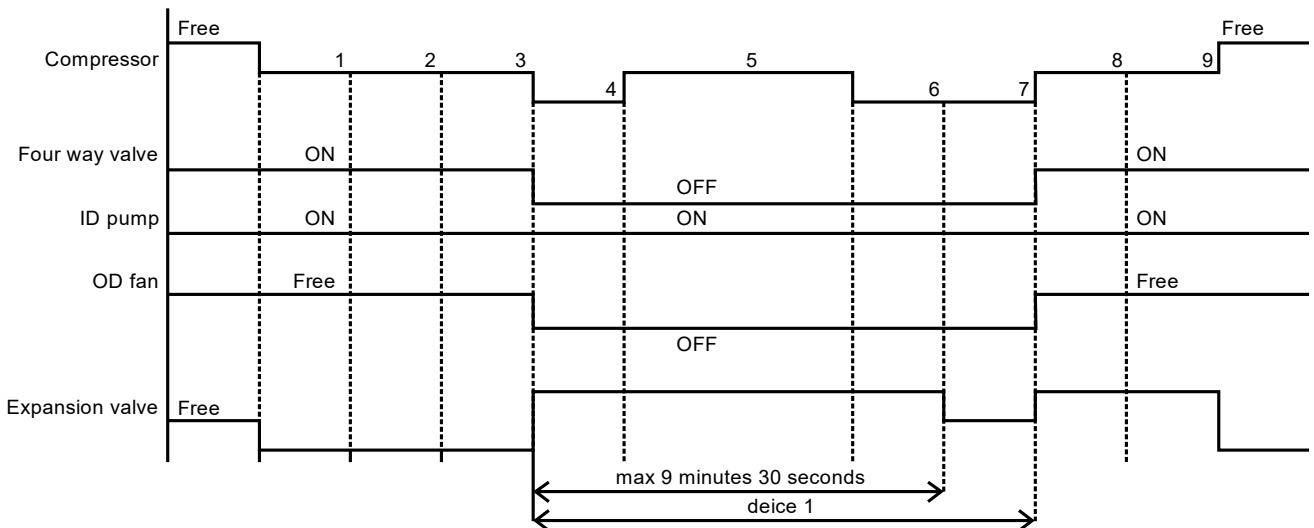 Free
Free
Compressor
1
2
3
4
5
6
7
8
9
Four way valve
ON
OFF
ON
ID pump
ON
ON
ON
OD fan
Free
OFF
Free
Expansion valve
Free
max 9 minutes 30 seconds
deice 1